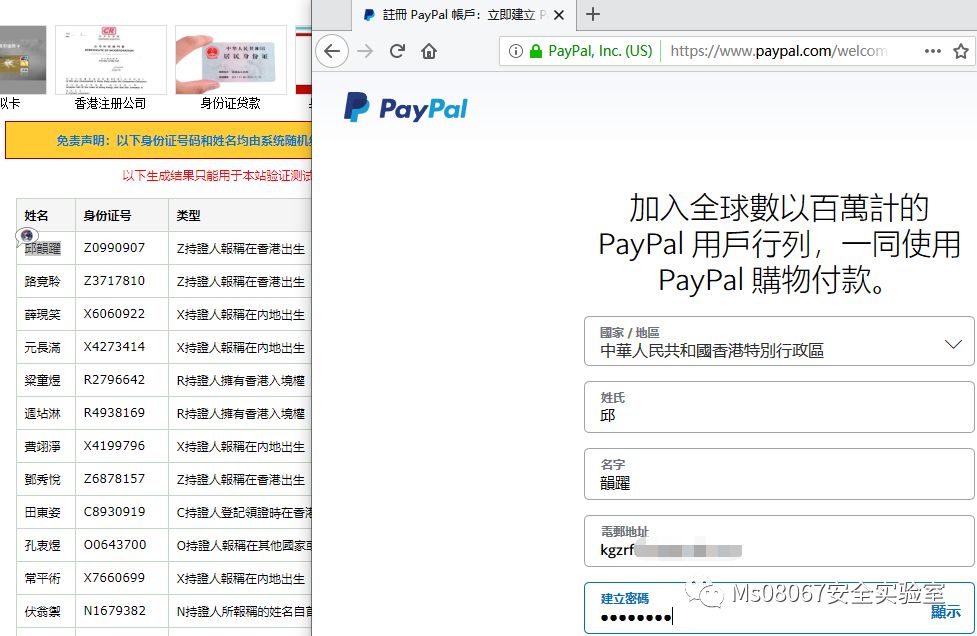 註冊 PayPal 帳戶：立即建立 P
PayPal, Inc. (US)
https://www.paypal.com/welcom
以卡
香港注册公司
身份证贷款
PayPal
免责声明：以下身份证号码和姓名均由系统随机
以下生成结果只能用于本站验证测试
姓名 身份证号 类型
邱韻躍 Z0990907 Z持證人報稱在香港出生
路竟聆 Z3717810 Z持證人報稱在香港出生
薛現笑 X6060922 X持證人報稱在內地出生
元長滿 X4273414 X持證人報稱在內地出生
梁童煜 R2796642 R持證人擁有香港入境權
R4938169 R持證人擁有香港入境權
費翊淨 X4199796 X持證人報稱在內地出生
鄧秀悅 Z6878157 Z持證人報稱在香港出生
田東姿 C8930919 C持證人登記領證時在香港
孔衷煜 O0643700 O持證人報稱在其他國家或
常平術 X7660699 X持證人報稱在內地出生
伏翁禦 N1679382 N持證人所報稱的姓名自首
加入全球數以百萬計的
PayPal 用戶行列，一同使用
PayPal 購物付款。
國家 / 地區
中華人民共和國香港特別行政區
姓氏
邱
名字
韻躍
電郵地址
kgzrf
建立密碼
顯示
Ms08067安全实验室